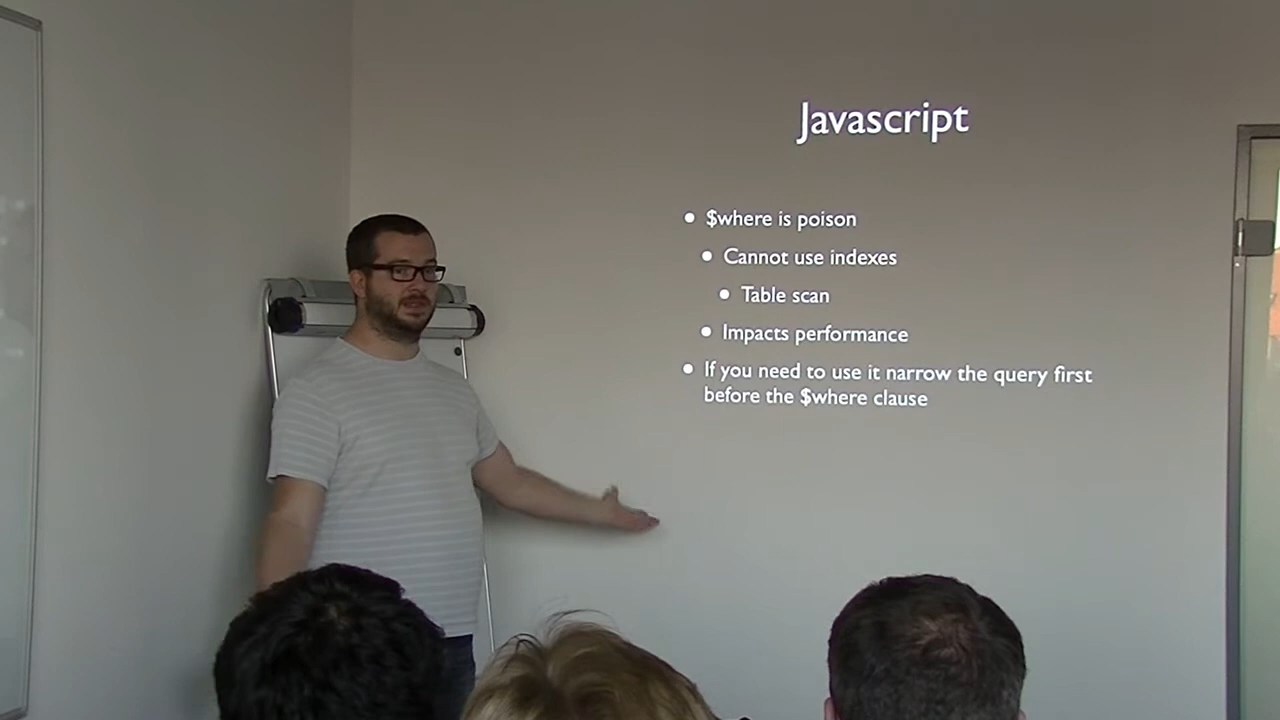 Javascript
$where is poison
Cannot use indexes
Table scan
Impacts performance
If you need to use it narrow the query first
before the $where clause